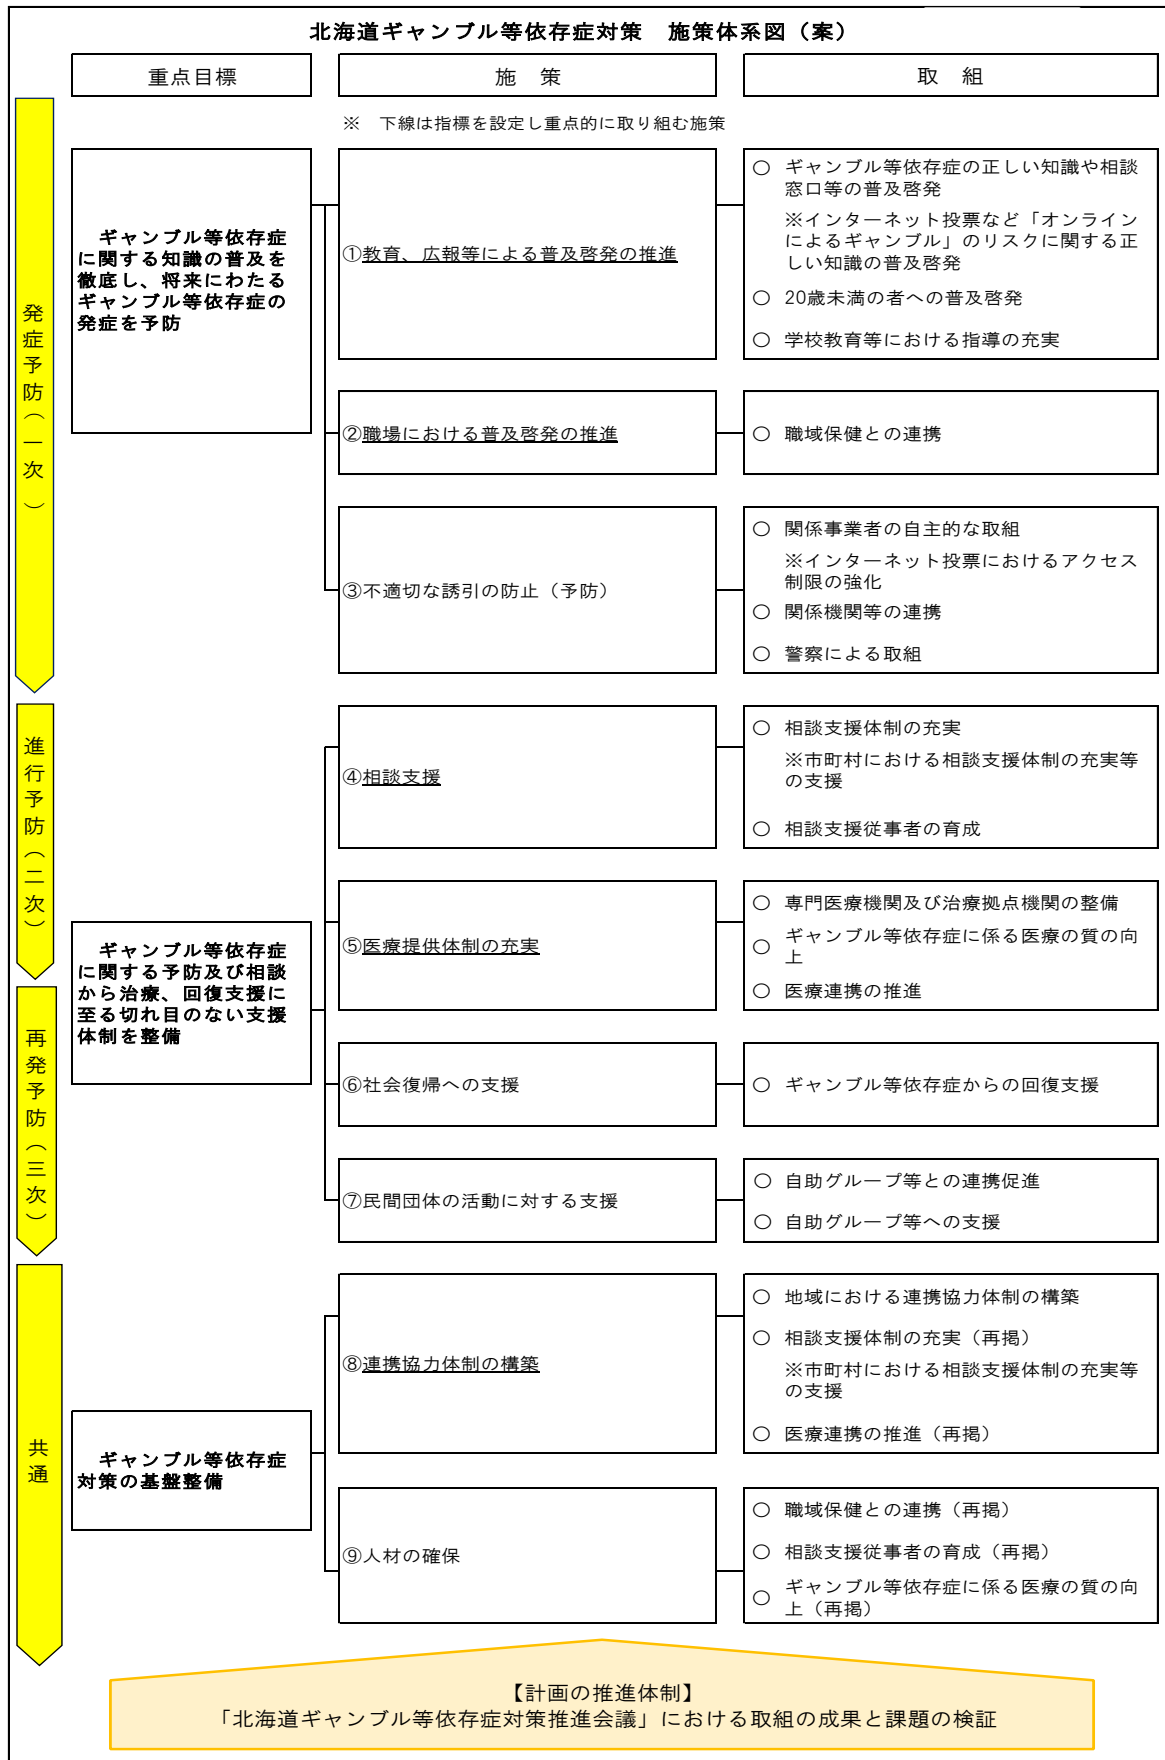 北海道ギャンブル等依存症対策　施策体系図（案）
重点目標
施　策
取　組
※　下線は指標を設定し重点的に取り組む施策
発症予防（一次）
ギャンブル等依存症
に関する知識の普及を
徹底し、将来にわたる
ギャンブル等依存症の
発症を予防
①教育、広報等による普及啓発の推進
○　ギャンブル等依存症の正しい知識や相談
窓口等の普及啓発
※インターネット投票など「オンライン
によるギャンブル」のリスクに関する正
しい知識の普及啓発
○　20歳未満の者への普及啓発
○　学校教育等における指導の充実
②職場における普及啓発の推進
○　職域保健との連携
③不適切な誘引の防止（予防）
○　関係事業者の自主的な取組
※インターネット投票におけるアクセス
制限の強化
○　関係機関等の連携
○　警察による取組
進行予防（二次）
再発予防（三次）
ギャンブル等依存症
に関する予防及び相談
から治療、回復支援に
至る切れ目のない支援
体制を整備
④相談支援
○　相談支援体制の充実
※市町村における相談支援体制の充実等
の支援
○　相談支援従事者の育成
⑤医療提供体制の充実
○　専門医療機関及び治療拠点機関の整備
○　ギャンブル等依存症に係る医療の質の向
上
○　医療連携の推進
⑥社会復帰への支援
○　ギャンブル等依存症からの回復支援
⑦民間団体の活動に対する支援
○　自助グループ等との連携促進
○　自助グループ等への支援
共通
ギャンブル等依存症
対策の基盤整備
⑧連携協力体制の構築
○　地域における連携協力体制の構築
○　相談支援体制の充実（再掲）
※市町村における相談支援体制の充実等
の支援
○　医療連携の推進（再掲）
⑨人材の確保
○　職域保健との連携（再掲）
○　相談支援従事者の育成（再掲）
○　ギャンブル等依存症に係る医療の質の向
上（再掲）
【計画の推進体制】
「北海道ギャンブル等依存症対策推進会議」における取組の成果と課題の検証